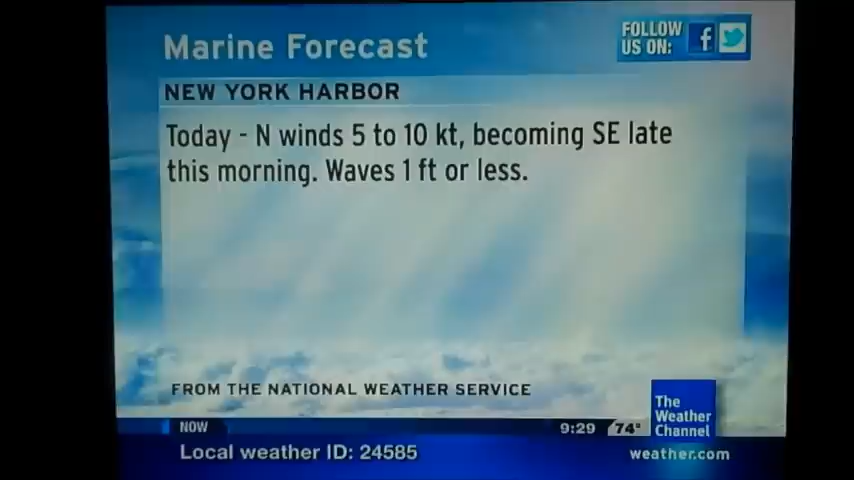 Marine Forecast
FOLLOW
US ON:
NEW YORK HARBOR
Today - N winds 5 to 10 kt, becoming SE late
this morning. Waves 1 ft or less.
FROM THE NATIONAL WEATHER SERVICE
The
Weather
Channel
NOW
9:29 74°
Local weather ID: 24585
weather.com